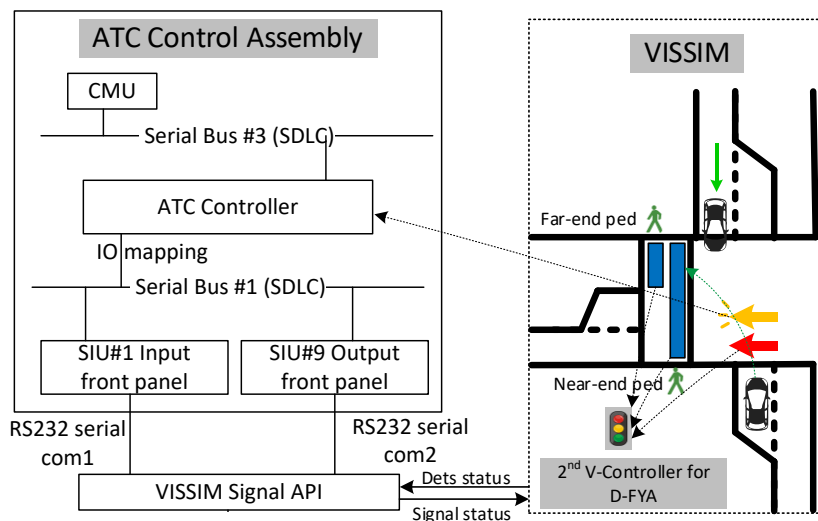 ATC Control Assembly
CMU
Serial Bus #3 (SDLC)
ATC Controller
IO mapping
Serial Bus #1 (SDLC)
SIU#1 Input
front panel
SIU#9 Output
front panel
RS232 serial
com1
RS232 serial
com2
VISSIM Signal API
Dets status
Signal status
VISSIM
Far-end ped
Near-end ped
2nd V-Controller for
D-FYA